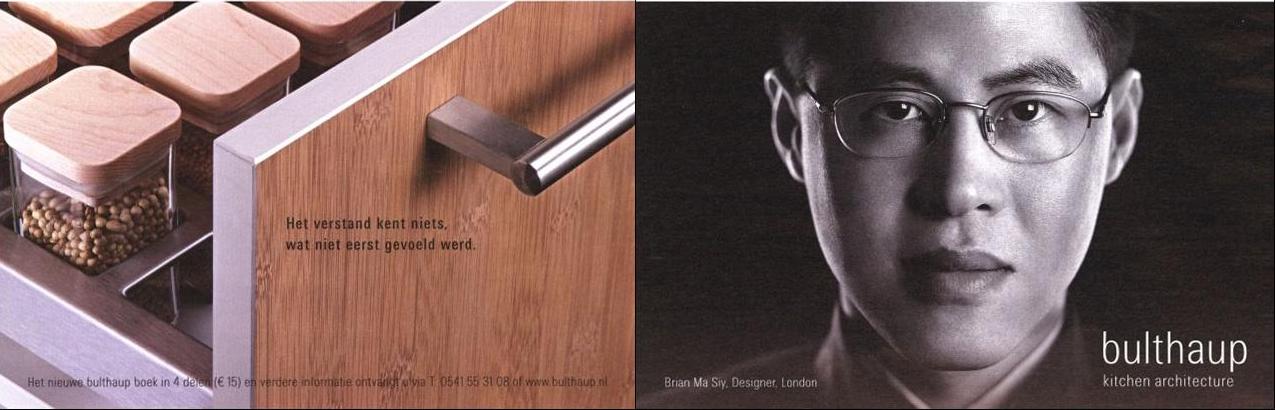 Het verstand kent niets,
wat niet eerst gevoeld werd.
Het nieuwe bulthaup boek in 4 delen (€ 15) en verdere informatie ontvangt u via T. 0541 55 31 08 of www.bulthaup.nl
bulthaup
kitchen architecture
Brian Ma Siy, Designer, London